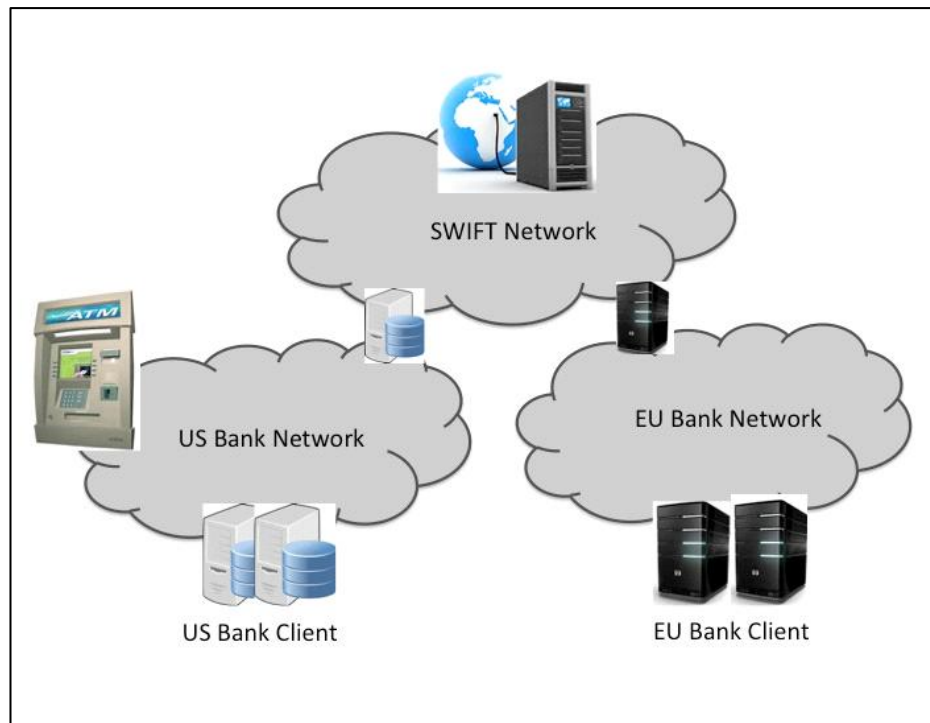 SWIFT Network
ATM
US Bank Network
EU Bank Network
US Bank Client
EU Bank Client